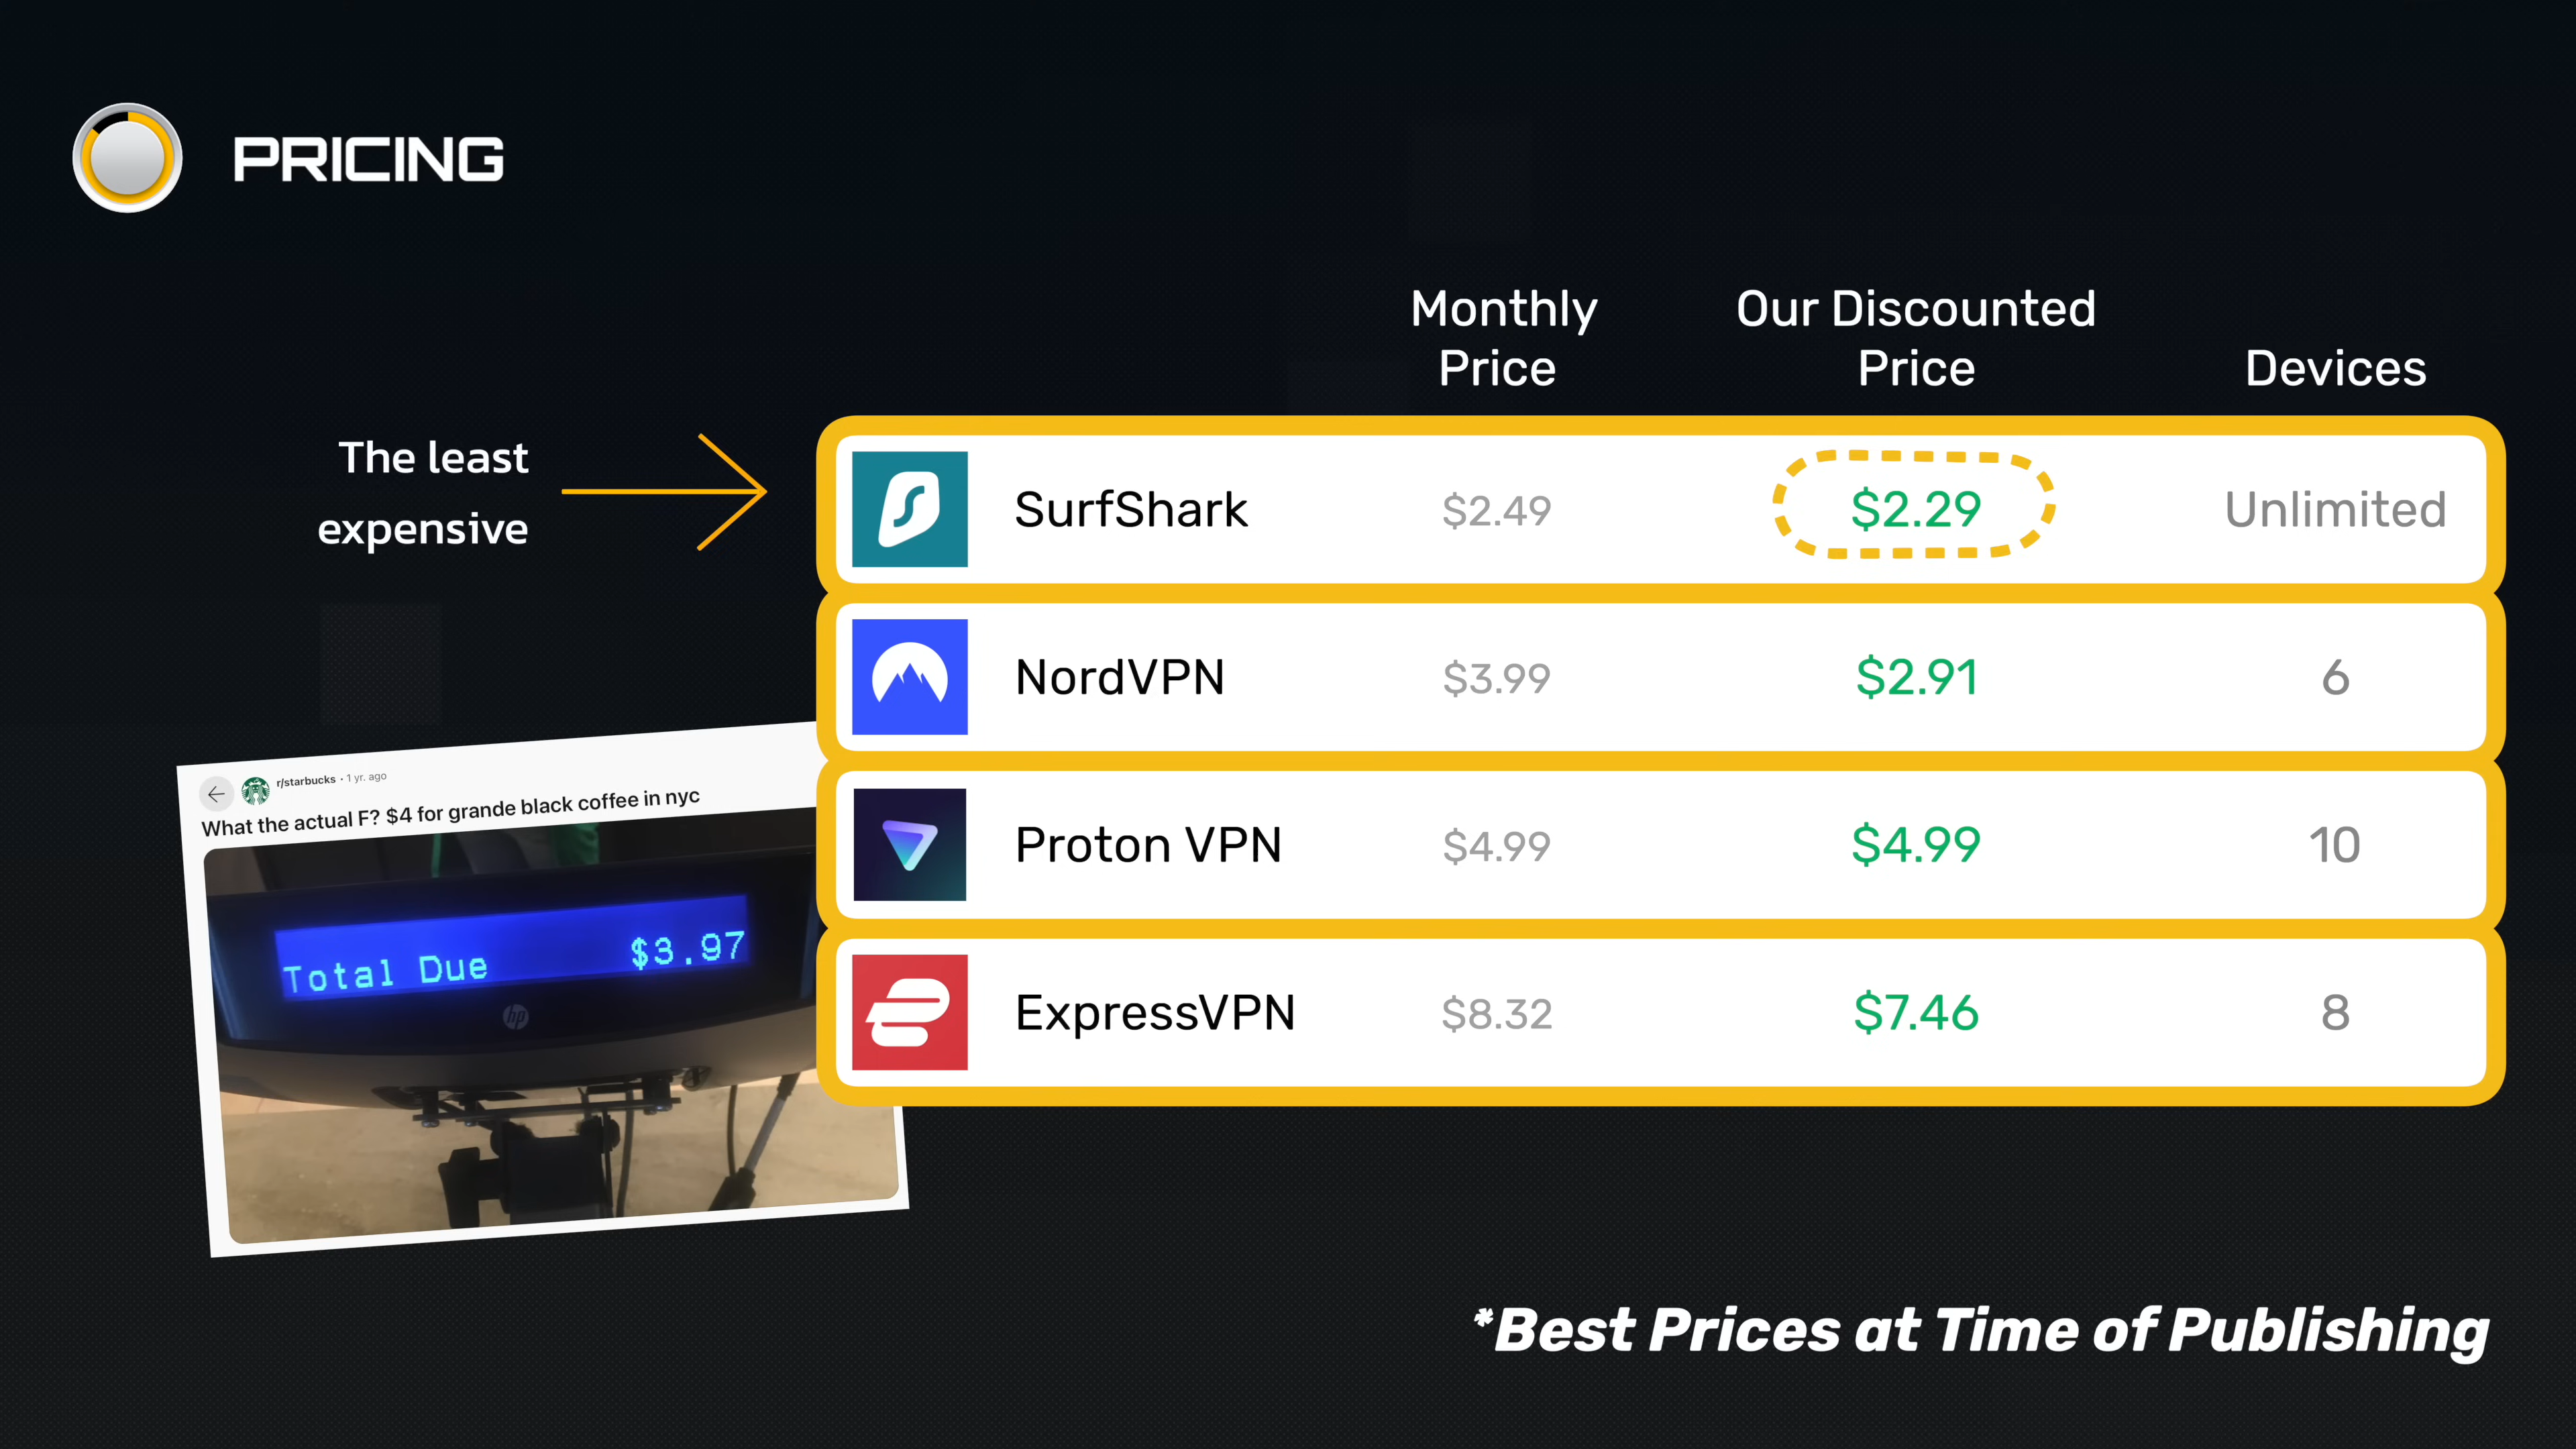 PRICING
Monthly
Price
Our Discounted
Price
Devices
The least
expensive
SurfShark $2.49 $2.29 Unlimited
NordVPN $3.99 $2.91 6
Proton VPN $4.99 $4.99 10
ExpressVPN $8.32 $7.46 8
r/starbucks · 1 yr. ago
What the actual F? $4 for grande black coffee in nyc
Total Due $3.97
hp
*Best Prices at Time of Publishing